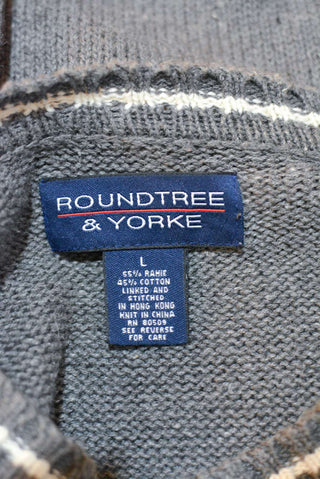 ROUNDTREE
& YORKE
L
55% RAMIE
45% COTTON
LINKED AND
STITCHED
IN HONG KONG
KNIT IN CHINA
RN 80509
SEE REVERSE
FOR CARE